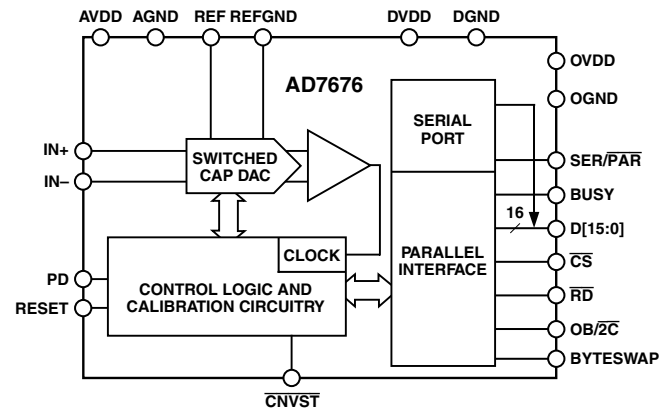 AVDD AGND REF REFGND DVDD DGND
OVDD
AD7676
OGND
SERIAL
PORT
IN+
SWITCHED
CAP DAC
SER/PAR
IN–
BUSY
16
D[15:0]
CLOCK
PARALLEL
INTERFACE
CS
PD
CONTROL LOGIC AND
CALIBRATION CIRCUITRY
RD
RESET
OB/2C
BYTESWAP
CNVST